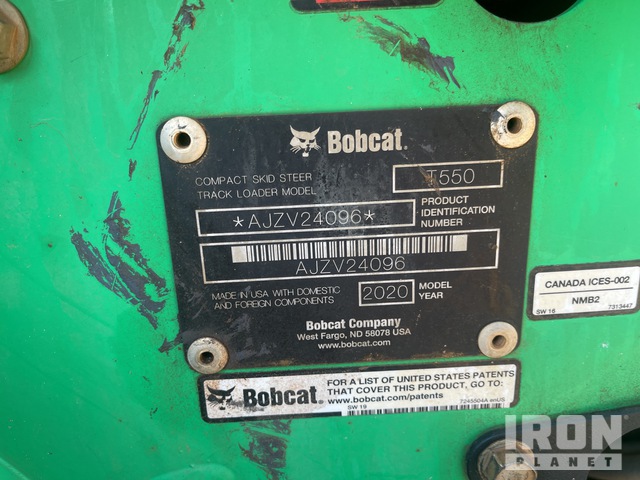 Bobcat.
COMPACT SKID STEER
TRACK LOADER MODEL
T550
*AJZV24096*
PRODUCT
IDENTIFICATION
NUMBER
AJZV24096
MADE IN USA WITH DOMESTIC
AND FOREIGN COMPONENTS
2020
MODEL
YEAR
Bobcat Company
West Fargo, ND 58078 USA
www.bobcat.com
CANADA ICES-002
NMB2
SW 16
7313447
Bobcat.
FOR A LIST OF UNITED STATES PATENTS
THAT COVER THIS PRODUCT, GO TO:
www.bobcat.com/patents
SW 19
7245504A enUS
IRON
PLANET